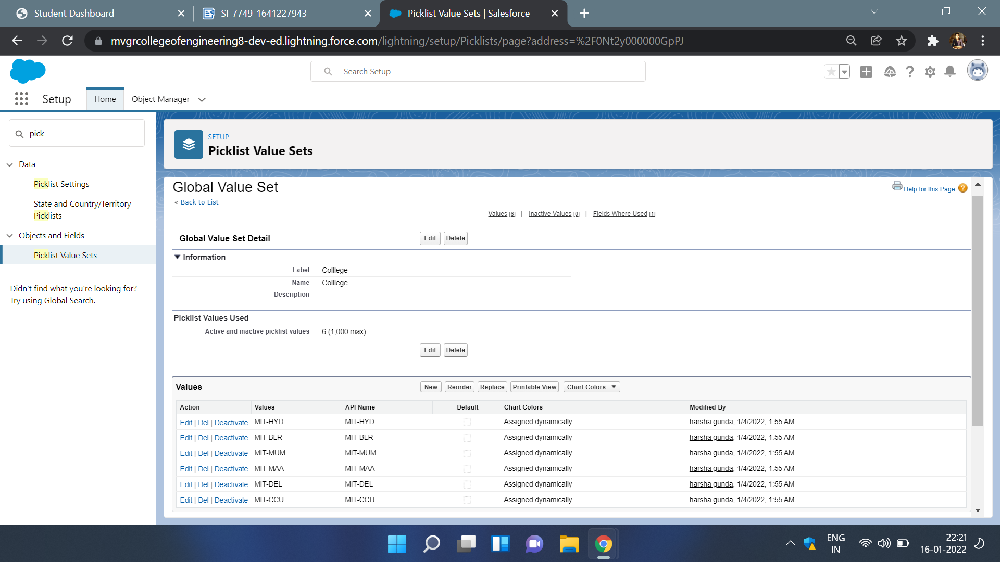 Student Dashboard
SI-7749-1641227943
Picklist Value Sets | Salesforce
mvgrcollegeofengineering8-dev-ed.lightning.force.com/lightning/setup/Picklists/page?address=%2F0Nt2y000000GpPJ
Search Setup
Setup
Home
Object Manager
pick
Data
Picklist Settings
State and Country/Territory
Picklists
Objects and Fields
Picklist Value Sets
Didn't find what you're looking for?
Try using Global Search.
SETUP
Picklist Value Sets
Global Value Set
« Back to List
Help for this Page
Values [6] | Inactive Values [0] | Fields Where Used [1]
Global Value Set Detail
Edit Delete
Information
Label Colllege
Name Colllege
Description
Picklist Values Used
Active and inactive picklist values 6 (1,000 max)
Edit Delete
Values
New Reorder Replace Printable View Chart Colors
Action Values API Name Default Chart Colors Modified By
Edit | Del | Deactivate MIT-HYD MIT-HYD Assigned dynamically harsha gunda, 1/4/2022, 1:55 AM
Edit | Del | Deactivate MIT-BLR MIT-BLR Assigned dynamically harsha gunda, 1/4/2022, 1:55 AM
Edit | Del | Deactivate MIT-MUM MIT-MUM Assigned dynamically harsha gunda, 1/4/2022, 1:55 AM
Edit | Del | Deactivate MIT-MAA MIT-MAA Assigned dynamically harsha gunda, 1/4/2022, 1:55 AM
Edit | Del | Deactivate MIT-DEL MIT-DEL Assigned dynamically harsha gunda, 1/4/2022, 1:55 AM
Edit | Del | Deactivate MIT-CCU MIT-CCU Assigned dynamically harsha gunda, 1/4/2022, 1:55 AM
ENG
IN
22:21
16-01-2022